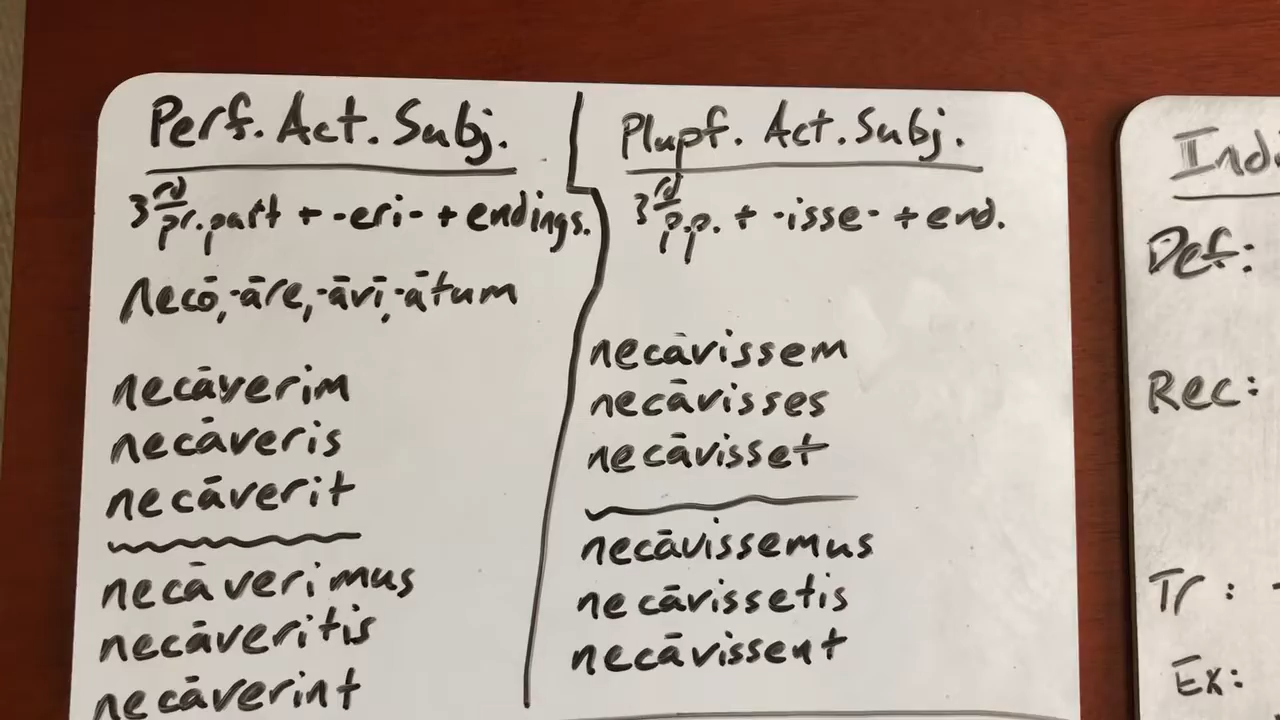 Perf. Act. Subj.
3rd pr. part + -eri- + endings.
Necō, -āre, -āvī, -ātum
necāverim
necāveris
necāverit
necāverimus
necāveritis
necāverint
Plupf. Act. Subj.
3rd p.p. + -isse- + end.
necāvissem
necāvisses
necāvisset
necāvissemus
necāvissetis
necāvissent
Def:
Rec:
Tr:
Ex: